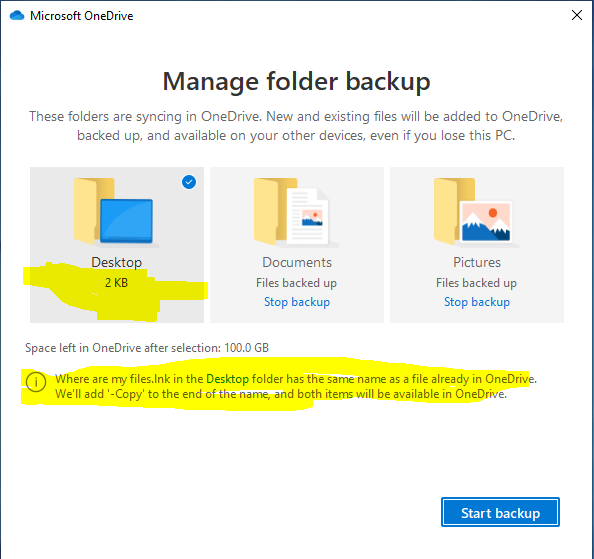 Microsoft OneDrive
Manage folder backup
These folders are syncing in OneDrive. New and existing files will be added to OneDrive,
backed up, and available on your other devices, even if you lose this PC.
Desktop
2 KB
Documents
Files backed up
Stop backup
Pictures
Files backed up
Stop backup
Space left in OneDrive after selection: 100.0 GB
Where are my files.lnk in the Desktop folder has the same name as a file already in OneDrive.
We'll add '-Copy' to the end of the name, and both items will be available in OneDrive.
Start backup